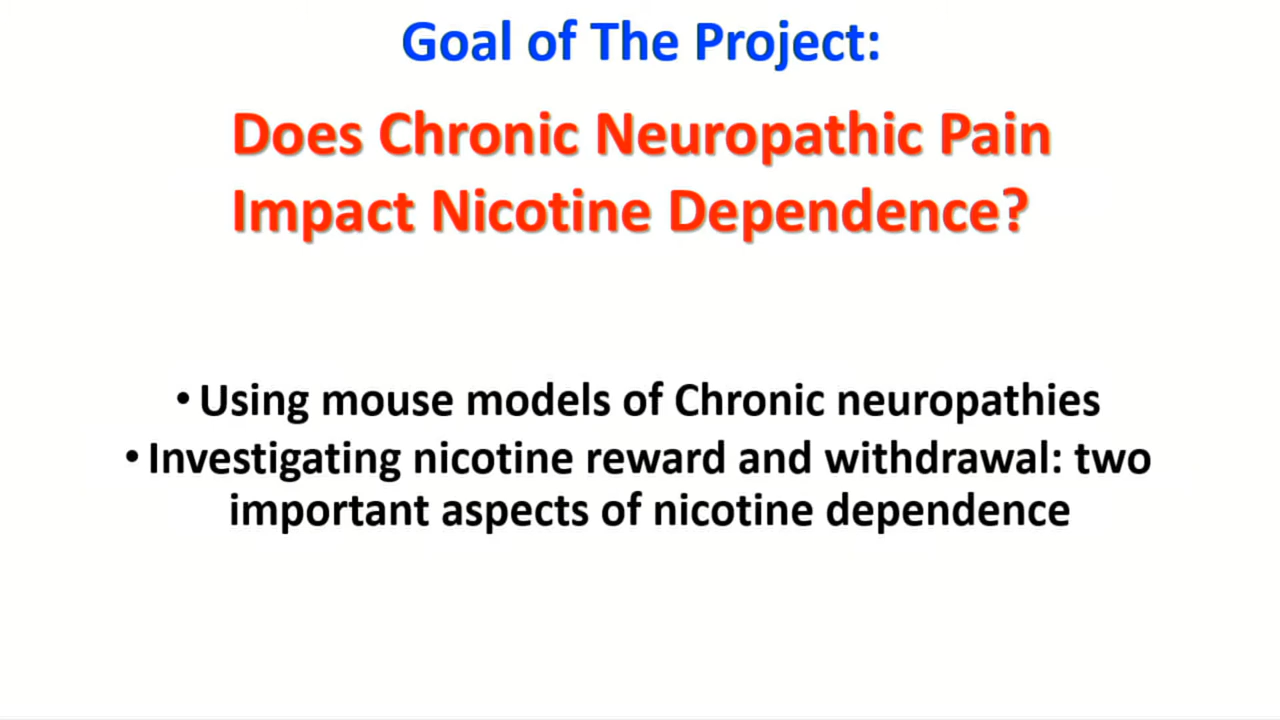 Goal of The Project:
Does Chronic Neuropathic Pain
Impact Nicotine Dependence?
• Using mouse models of Chronic neuropathies
• Investigating nicotine reward and withdrawal: two
important aspects of nicotine dependence